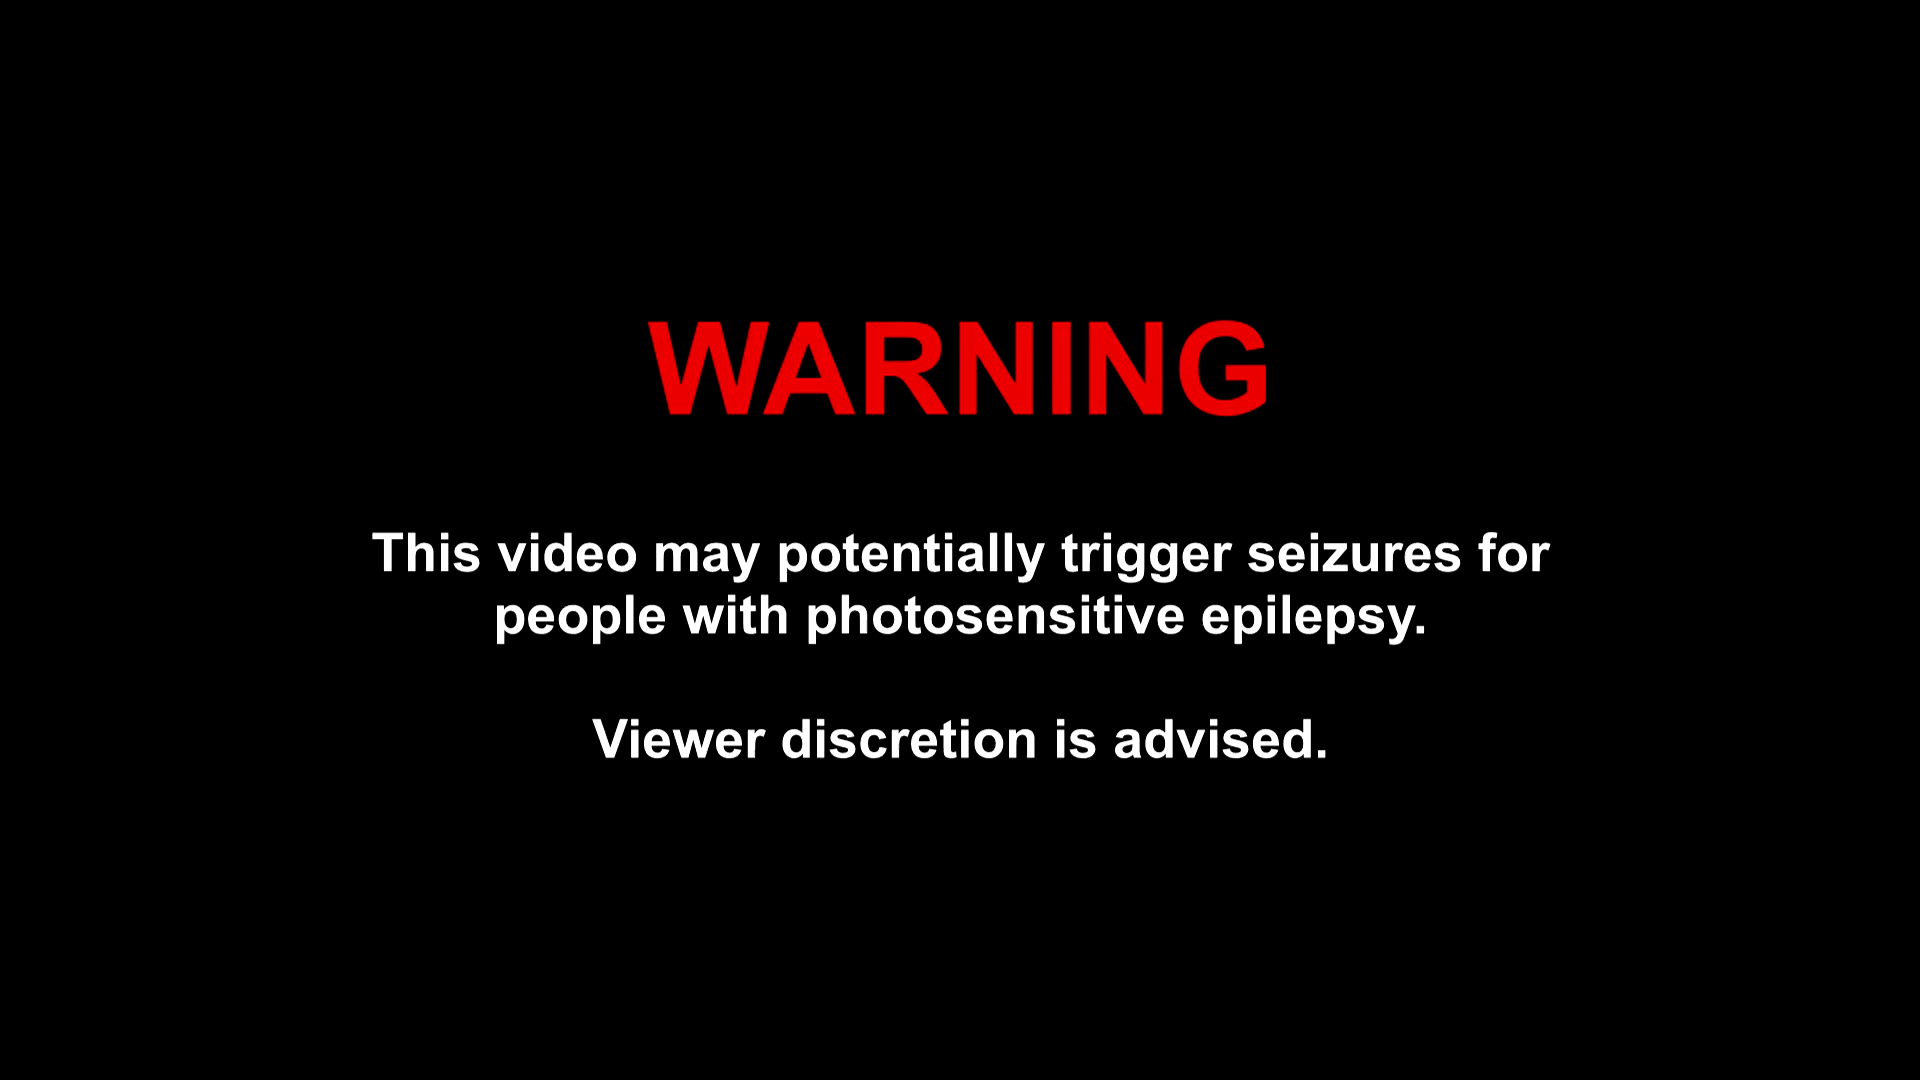 WARNING
This video may potentially trigger seizures for
people with photosensitive epilepsy.
Viewer discretion is advised.